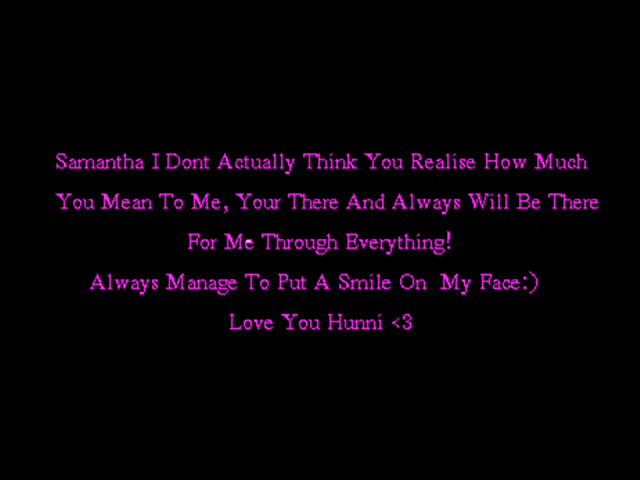 Samantha I Dont Actually Think You Realise How Much
You Mean To Me, Your There And Always Will Be There
For Me Through Everything!
Always Manage To Put A Smile On My Face:)
Love You Hunni <3